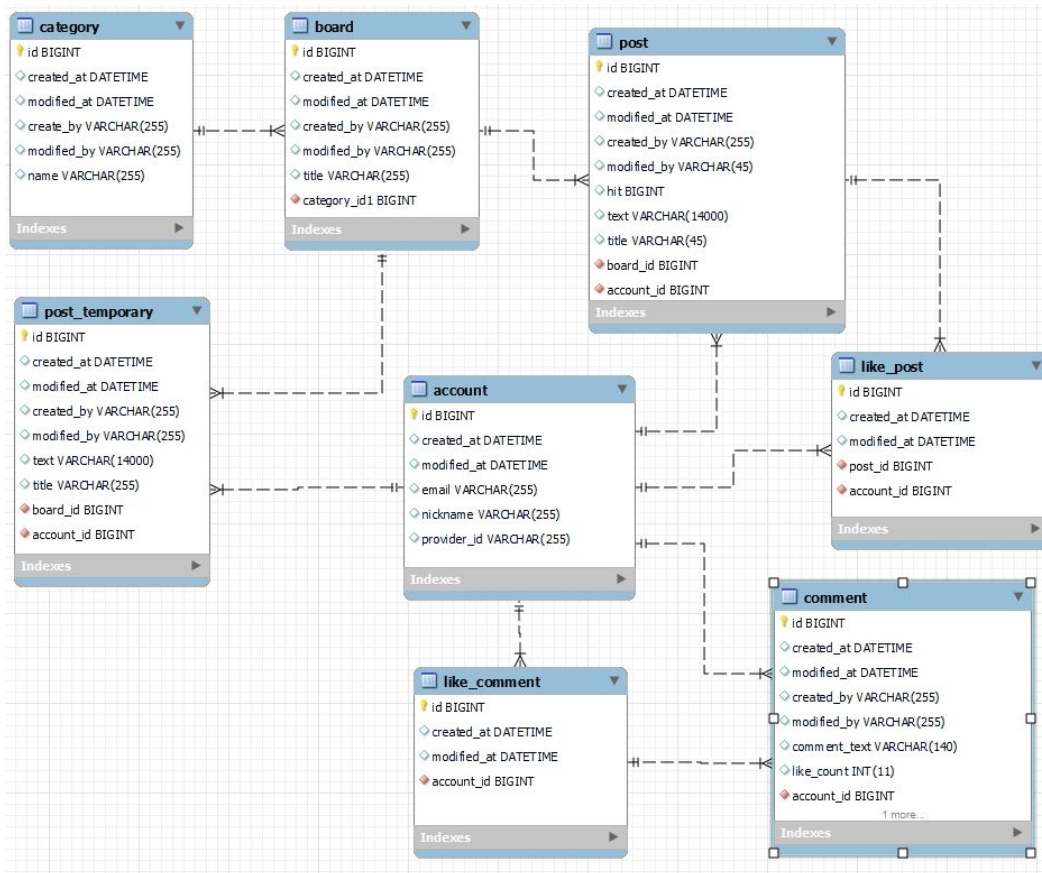 category
id BIGINT
created_at DATETIME
modified_at DATETIME
create_by VARCHAR(255)
modified_by VARCHAR(255)
name VARCHAR(255)
Indexes
board
id BIGINT
created_at DATETIME
modified_at DATETIME
created_by VARCHAR(255)
modified_by VARCHAR(255)
title VARCHAR(255)
category_id1 BIGINT
Indexes
post
id BIGINT
created_at DATETIME
modified_at DATETIME
created_by VARCHAR(255)
modified_by VARCHAR(45)
hit BIGINT
text VARCHAR(14000)
title VARCHAR(45)
board_id BIGINT
account_id BIGINT
Indexes
post_temporary
id BIGINT
created_at DATETIME
modified_at DATETIME
created_by VARCHAR(255)
modified_by VARCHAR(255)
text VARCHAR(14000)
title VARCHAR(255)
board_id BIGINT
account_id BIGINT
Indexes
account
id BIGINT
created_at DATETIME
modified_at DATETIME
email VARCHAR(255)
nickname VARCHAR(255)
provider_id VARCHAR(255)
Indexes
like_post
id BIGINT
created_at DATETIME
modified_at DATETIME
post_id BIGINT
account_id BIGINT
Indexes
like_comment
id BIGINT
created_at DATETIME
modified_at DATETIME
account_id BIGINT
Indexes
comment
id BIGINT
created_at DATETIME
modified_at DATETIME
created_by VARCHAR(255)
modified_by VARCHAR(255)
comment_text VARCHAR(140)
like_count INT(11)
account_id BIGINT
1 more...
Indexes